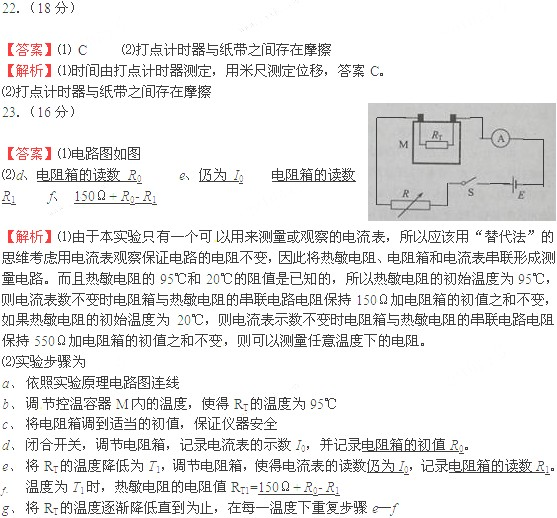 22.（18分）
【答案】⑴ C ⑵打点计时器与纸带之间存在摩擦
【解析】⑴时间由打点计时器测定，用米尺测定位移，答案 C。
⑵打点计时器与纸带之间存在摩擦
23.（16分）
【答案】⑴电路图如图
⑵d、电阻箱的读数 R0 e、仍为 I0 电阻箱的读数
R1 f、 150Ω+ R0- R1
M
RT
A
R
S
E
【解析】⑴由于本实验只有一个可以用来测量或观察的电流表，所以应该用“替代法”的
思维考虑用电流表观察保证电路的电阻不变，因此将热敏电阻、电阻箱和电流表串联形成测
量电路。而且热敏电阻的 95℃和 20℃的阻值是已知的，所以热敏电阻的初始温度为 95℃，
则电流表数不变时电阻箱与热敏电阻的串联电路电阻保持 150Ω加电阻箱的初值之和不变，
如果热敏电阻的初始温度为 20℃，则电流表示数不变时电阻箱与热敏电阻的串联电路电阻
保持 550Ω加电阻箱的初值之和不变，则可以测量任意温度下的电阻。
⑵实验步骤为
a、 依照实验原理电路图连线
b、 调节控温容器 M 内的温度，使得 RT的温度为 95℃
c、 将电阻箱调到适当的初值，保证仪器安全
d、 闭合开关，调节电阻箱，记录电流表的示数 I0，并记录电阻箱的初值 R0。
e、 将 RT的温度降低为 T1，调节电阻箱，使得电流表的读数仍为 I0，记录电阻箱的读数 R1。
f、 温度为 T1时，热敏电阻的电阻值 RT1=150Ω+ R0- R1
g、 将 RT的温度逐渐降低直到为止，在每一温度下重复步骤 e—f